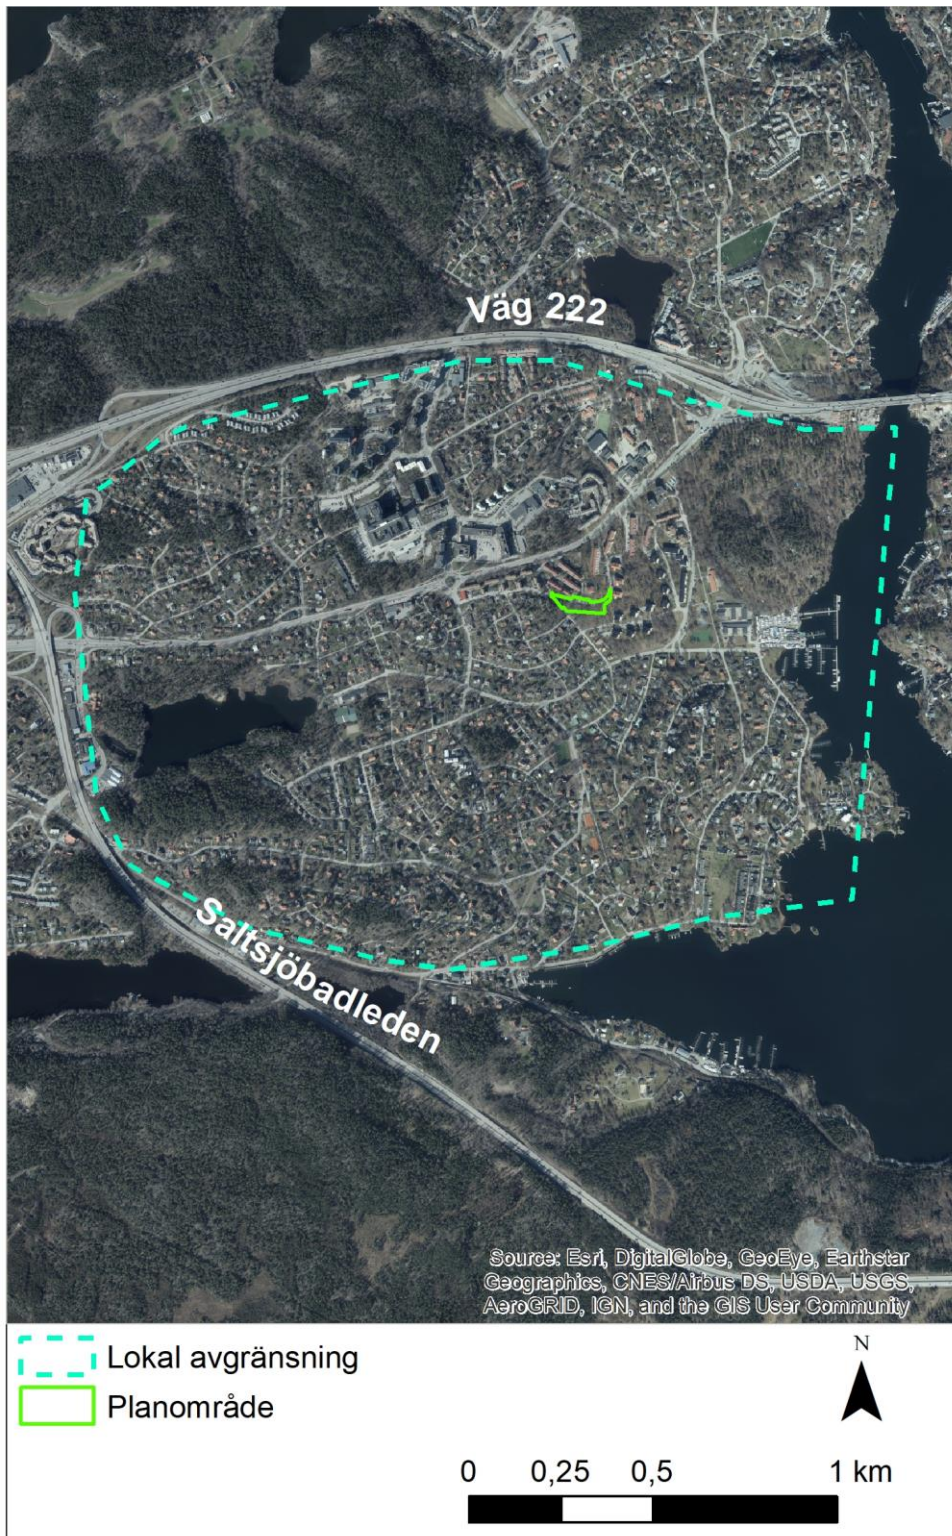 Väg 222
Saltsjöbadleden
Source: Esri, DigitalGlobe, GeoEye, Earthstar
Geographics, CNES/Airbus DS, USDA, USGS,
AeroGRID, IGN, and the GIS User Community
Lokal avgränsning
Planområde
N
0 0,25 0,5 1 km